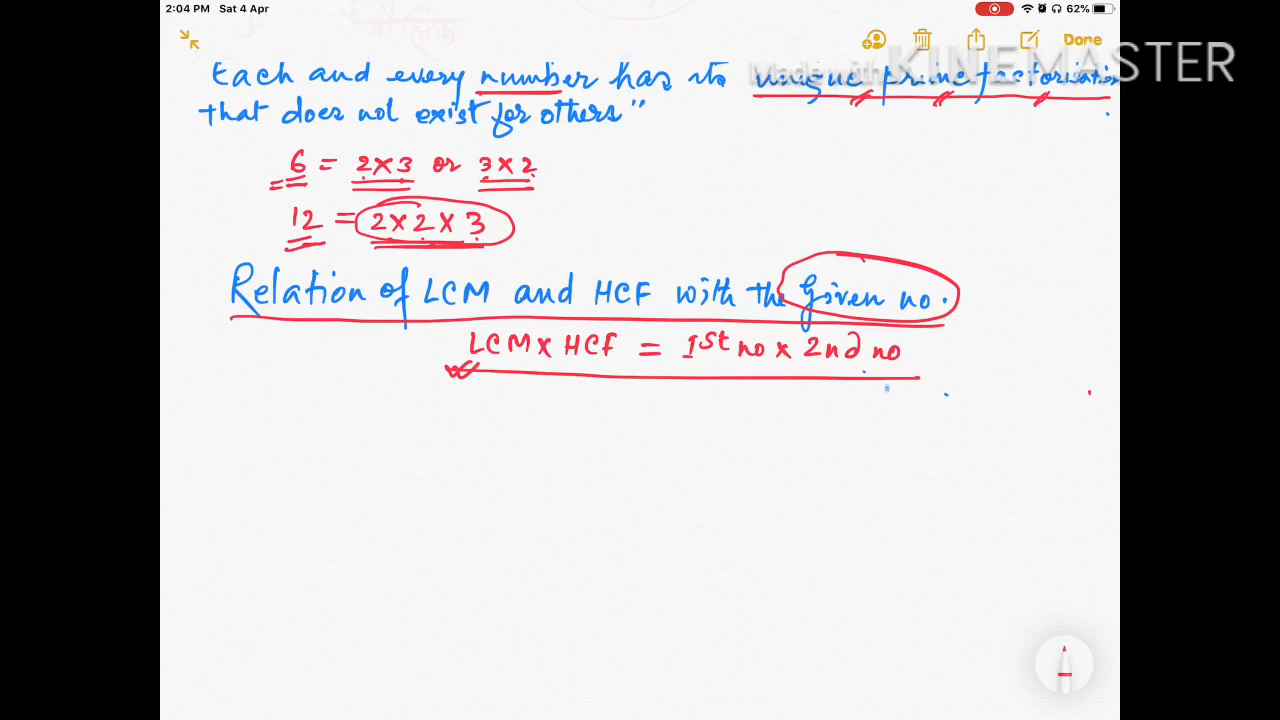 2:04 PM Sat 4 Apr 62%
Done
Made with KINEMASTER
Each and every number has its unique prime factorization
that does not exist for others"
6 = 2×3 or 3×2
12 = 2×2×3
Relation of LCM and HCF with the Given no.
LCM× HCF = 1st no × 2nd no